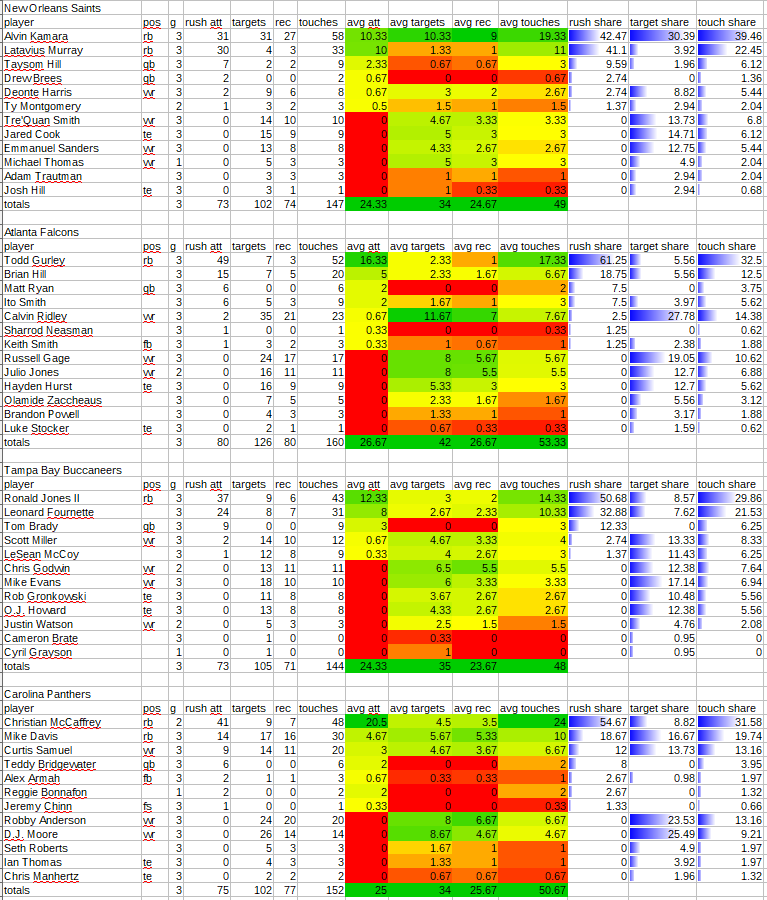 New Orleans Saints
player pos g rush att targets rec touches avg att avg targets avg rec avg touches rush share target share touch share
Alvin Kamara rb 3 31 31 27 58 10.33 10.33 9 19.33 42.47 30.39 39.46
Latavius Murray rb 3 30 4 3 33 10 1.33 1 11 41.1 3.92 22.45
Taysom Hill qb 3 7 2 2 9 2.33 0.67 0.67 3 9.59 1.96 6.12
Drew Brees qb 3 2 0 0 2 0.67 0 0 0.67 2.74 0 1.36
Deonte Harris wr 3 2 9 6 8 0.67 3 2 2.67 2.74 8.82 5.44
Ty Montgomery 2 1 3 2 3 0.5 1.5 1 1.5 1.37 2.94 2.04
Tre'Quan Smith wr 3 0 14 10 10 0 4.67 3.33 3.33 0 13.73 6.8
Jared Cook te 3 0 15 9 9 0 5 3 3 0 14.71 6.12
Emmanuel Sanders wr 3 0 13 8 8 0 4.33 2.67 2.67 0 12.75 5.44
Michael Thomas wr 1 0 5 3 3 0 5 3 3 0 4.9 2.04
Adam Trautman 3 0 3 3 3 0 1 1 1 0 2.94 2.04
Josh Hill te 3 0 3 1 1 0 1 0.33 0.33 0 2.94 0.68
totals 3 73 102 74 147 24.33 34 24.67 49
Atlanta Falcons
player pos g rush att targets rec touches avg att avg targets avg rec avg touches rush share target share touch share
Todd Gurley rb 3 49 7 3 52 16.33 2.33 1 17.33 61.25 5.56 32.5
Brian Hill 3 15 7 5 20 5 2.33 1.67 6.67 18.75 5.56 12.5
Matt Ryan qb 3 6 0 0 6 2 0 0 2 7.5 0 3.75
Ito Smith 3 6 5 3 9 2 1.67 1 3 7.5 3.97 5.62
Calvin Ridley wr 3 2 35 21 23 0.67 11.67 7 7.67 2.5 27.78 14.38
Sharrod Neasman 3 1 0 0 1 0.33 0 0 0.33 1.25 0 0.62
Keith Smith fb 3 1 3 2 3 0.33 1 0.67 1 1.25 2.38 1.88
Russell Gage wr 3 0 24 17 17 0 8 5.67 5.67 0 19.05 10.62
Julio Jones wr 2 0 16 11 11 0 8 5.5 5.5 0 12.7 6.88
Hayden Hurst te 3 0 16 9 9 0 5.33 3 3 0 12.7 5.62
Olamide Zaccheaus 3 0 7 5 5 0 2.33 1.67 1.67 0 5.56 3.12
Brandon Powell 3 0 4 3 3 0 1.33 1 1 0 3.17 1.88
Luke Stocker te 3 0 2 1 1 0 0.67 0.33 0.33 0 1.59 0.62
totals 3 80 126 80 160 26.67 42 26.67 53.33
Tampa Bay Buccaneers
player pos g rush att targets rec touches avg att avg targets avg rec avg touches rush share target share touch share
Ronald Jones II rb 3 37 9 6 43 12.33 3 2 14.33 50.68 8.57 29.86
Leonard Fournette 3 24 8 7 31 8 2.67 2.33 10.33 32.88 7.62 21.53
Tom Brady qb 3 9 0 0 9 3 0 0 3 12.33 0 6.25
Scott Miller wr 3 2 14 10 12 0.67 4.67 3.33 4 2.74 13.33 8.33
LeSean McCoy 3 1 12 8 9 0.33 4 2.67 3 1.37 11.43 6.25
Chris Godwin wr 2 0 13 11 11 0 6.5 5.5 5.5 0 12.38 7.64
Mike Evans wr 3 0 18 10 10 0 6 3.33 3.33 0 17.14 6.94
Rob Gronkowski te 3 0 11 8 8 0 3.67 2.67 2.67 0 10.48 5.56
O.J. Howard te 3 0 13 8 8 0 4.33 2.67 2.67 0 12.38 5.56
Justin Watson wr 2 0 5 3 3 0 2.5 1.5 1.5 0 4.76 2.08
Cameron Brate 3 0 1 0 0 0 0.33 0 0 0 0.95 0
Cyril Grayson 1 0 1 0 0 0 1 0 0 0 0.95 0
totals 3 73 105 71 144 24.33 35 23.67 48
Carolina Panthers
player pos g rush att targets rec touches avg att avg targets avg rec avg touches rush share target share touch share
Christian McCaffrey rb 2 41 9 7 48 20.5 4.5 3.5 24 54.67 8.82 31.58
Mike Davis rb 3 14 17 16 30 4.67 5.67 5.33 10 18.67 16.67 19.74
Curtis Samuel wr 3 9 14 11 20 3 4.67 3.67 6.67 12 13.73 13.16
Teddy Bridgewater qb 3 6 0 0 6 2 0 0 2 8 0 3.95
Alex Armah fb 3 2 1 1 3 0.67 0.33 0.33 1 2.67 0.98 1.97
Reggie Bonnafon 1 2 0 0 2 2 0 0 2 2.67 0 1.32
Jeremy Chinn fs 3 1 0 0 1 0.33 0 0 0.33 1.33 0 0.66
Robby Anderson wr 3 0 24 20 20 0 8 6.67 6.67 0 23.53 13.16
D.J. Moore wr 3 0 26 14 14 0 8.67 4.67 4.67 0 25.49 9.21
Seth Roberts 3 0 5 3 3 0 1.67 1 1 0 4.9 1.97
Ian Thomas te 3 0 4 3 3 0 1.33 1 1 0 3.92 1.97
Chris Manhertz te 3 0 2 2 2 0 0.67 0.67 0.67 0 1.96 1.32
totals 3 75 102 77 152 25 34 25.67 50.67